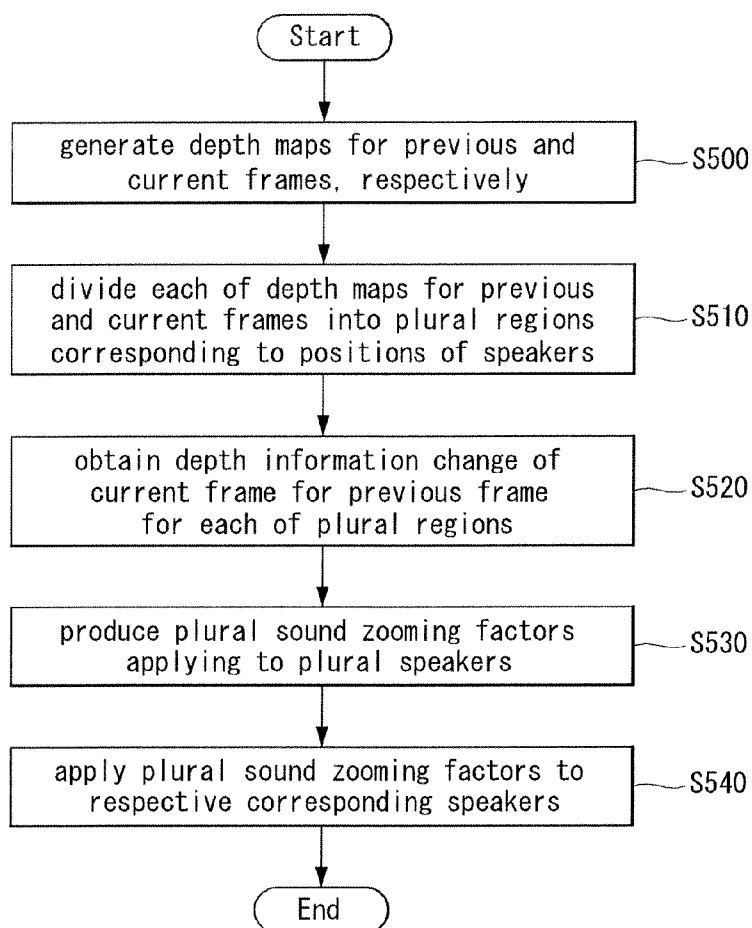 Start
generate depth maps for previous and
current frames, respectively
S500
divide each of depth maps for previous
and current frames into plural regions
corresponding to positions of speakers
S510
obtain depth information change of
current frame for previous frame
for each of plural regions
S520
produce plural sound zooming factors
applying to plural speakers
S530
apply plural sound zooming factors to
respective corresponding speakers
S540
End